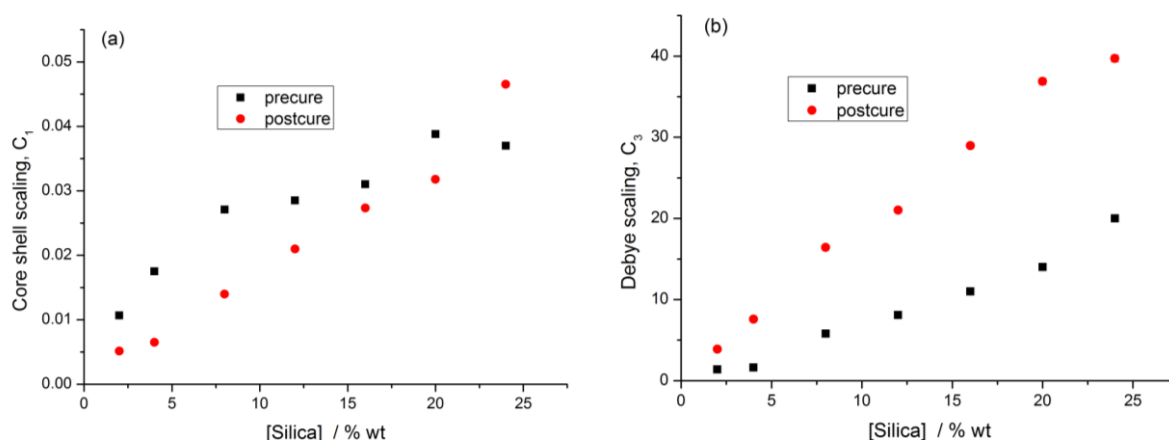 (a)
0.05
0.04
0.03
0.02
0.01
0.00
Core shell scaling, C₁
precure
postcure
0 5 10 15 20 25
[Silica] / % wt
(b)
40
30
20
10
0
Debye scaling, C₃
precure
postcure
0 5 10 15 20 25
[Silica] / % wt